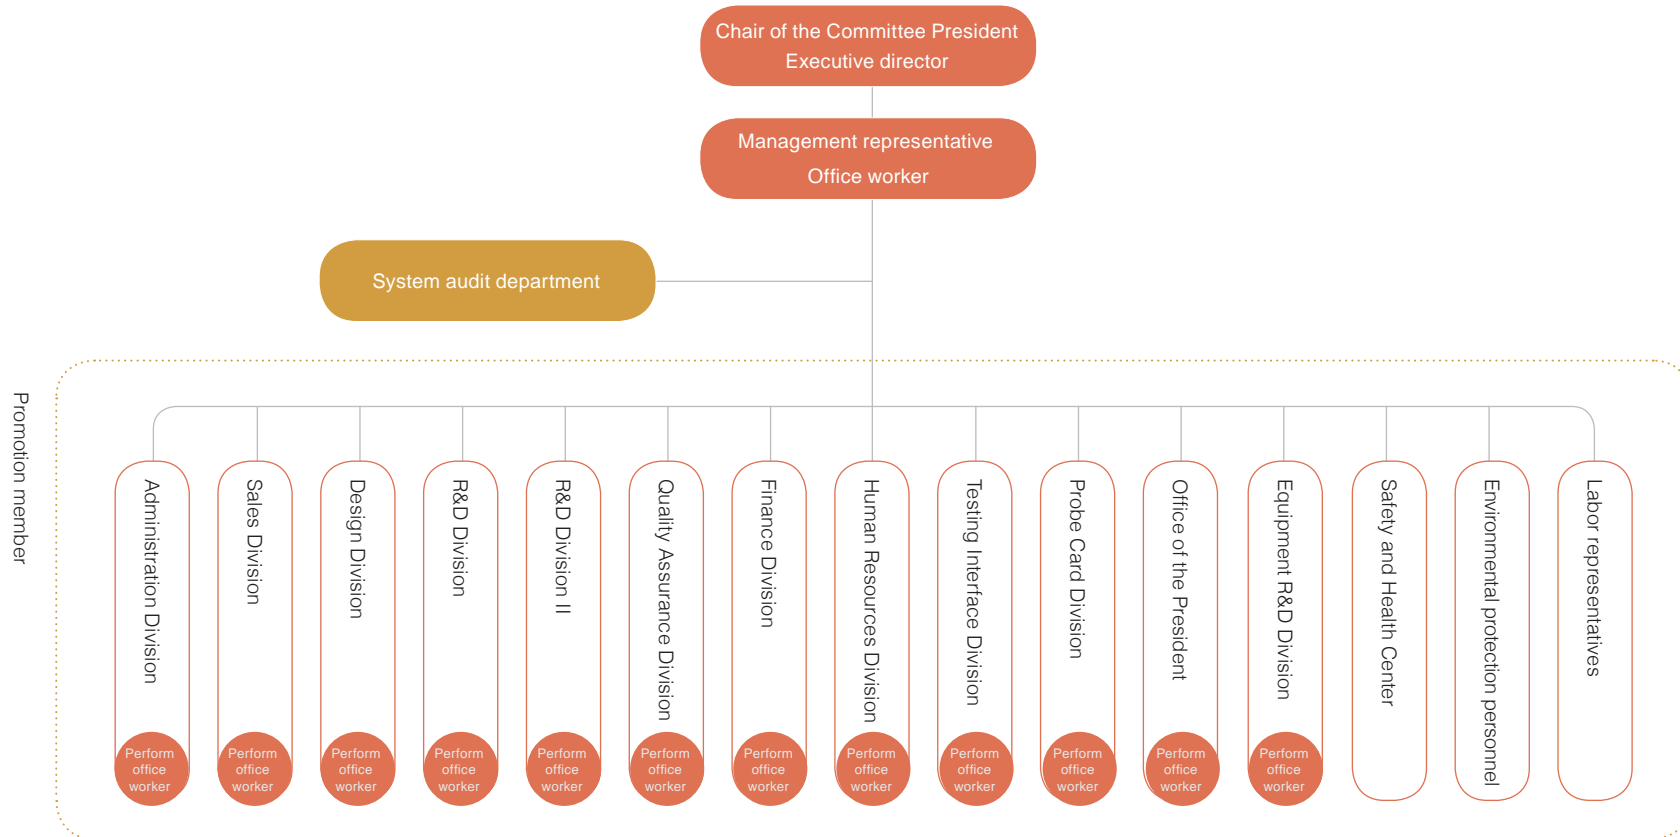 Chair of the Committee President
Executive director
Management representative
Office worker
System audit department
Promotion member
Administration Division
Sales Division
Design Division
R&D Division
R&D Division II
Quality Assurance Division
Finance Division
Human Resources Division
Testing Interface Division
Probe Card Division
Office of the President
Equipment R&D Division
Safety and Health Center
Environmental protection personnel
Labor representatives
Perform
office
worker
Perform
office
worker
Perform
office
worker
Perform
office
worker
Perform
office
worker
Perform
office
worker
Perform
office
worker
Perform
office
worker
Perform
office
worker
Perform
office
worker
Perform
office
worker
Perform
office
worker